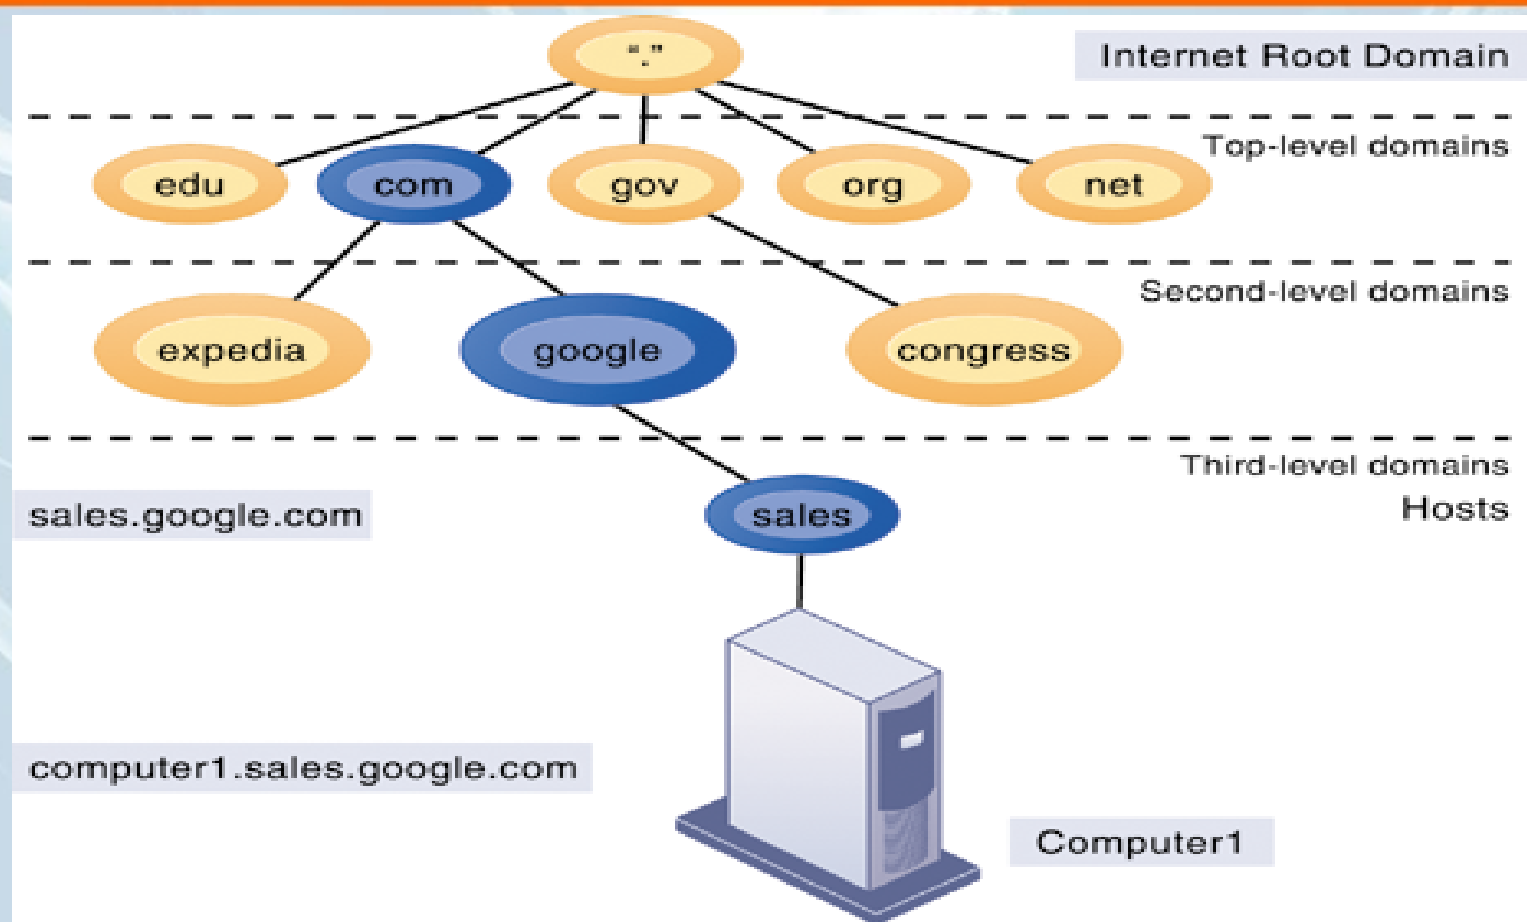 “.”
Internet Root Domain
Top-level domains
edu
com
gov
org
net
Second-level domains
expedia
google
congress
Third-level domains
Hosts
sales.google.com
sales
computer1.sales.google.com
Computer1